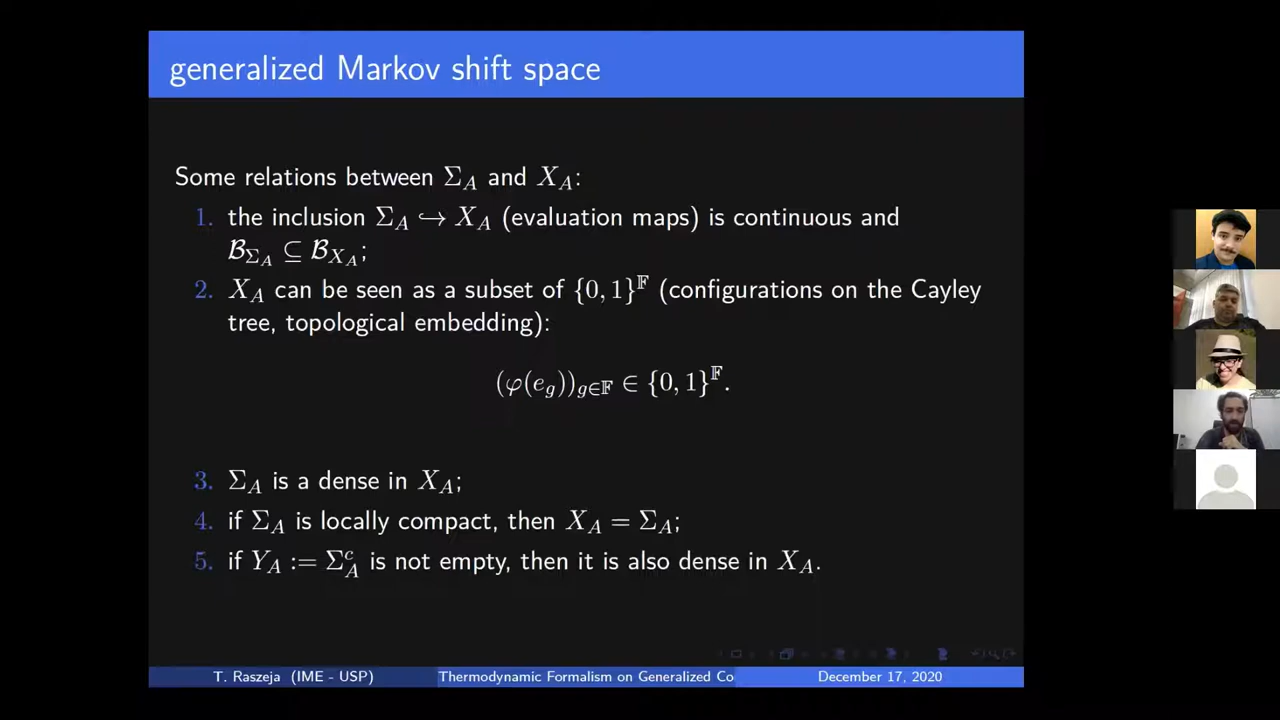 generalized Markov shift space
Some relations between Σ_A and X_A:
1. the inclusion Σ_A ↪ X_A (evaluation maps) is continuous and
𝓑_{Σ_A} ⊆ 𝓑_{X_A};
2. X_A can be seen as a subset of {0, 1}^𝔽 (configurations on the Cayley
tree, topological embedding):
(φ(e_g))_{g∈𝔽} ∈ {0, 1}^𝔽.
3. Σ_A is a dense in X_A;
4. if Σ_A is locally compact, then X_A = Σ_A;
5. if Y_A := Σ_A^c is not empty, then it is also dense in X_A.
T. Raszeja (IME - USP) Thermodynamic Formalism on Generalized Co December 17, 2020